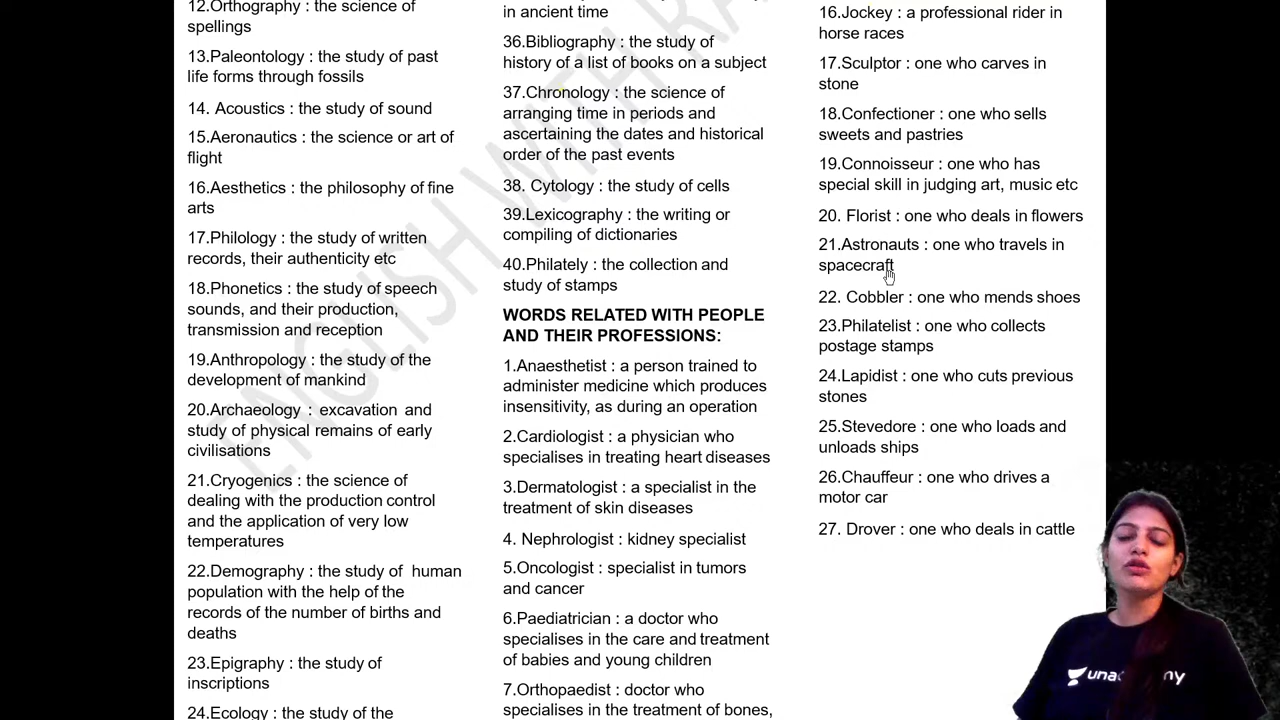 12.Orthography : the science of
spellings
13.Paleontology : the study of past
life forms through fossils
14. Acoustics : the study of sound
15.Aeronautics : the science or art of
flight
16.Aesthetics : the philosophy of fine
arts
17.Philology : the study of written
records, their authenticity etc
18.Phonetics : the study of speech
sounds, and their production,
transmission and reception
19.Anthropology : the study of the
development of mankind
20.Archaeology : excavation and
study of physical remains of early
civilisations
21.Cryogenics : the science of
dealing with the production control
and the application of very low
temperatures
22.Demography : the study of human
population with the help of the
records of the number of births and
deaths
23.Epigraphy : the study of
inscriptions
24.Ecology : the study of the
in ancient time
36.Bibliography : the study of
history of a list of books on a subject
37.Chronology : the science of
arranging time in periods and
ascertaining the dates and historical
order of the past events
38. Cytology : the study of cells
39.Lexicography : the writing or
compiling of dictionaries
40.Philately : the collection and
study of stamps
WORDS RELATED WITH PEOPLE
AND THEIR PROFESSIONS:
1.Anaesthetist : a person trained to
administer medicine which produces
insensitivity, as during an operation
2.Cardiologist : a physician who
specialises in treating heart diseases
3.Dermatologist : a specialist in the
treatment of skin diseases
4. Nephrologist : kidney specialist
5.Oncologist : specialist in tumors
and cancer
6.Paediatrician : a doctor who
specialises in the care and treatment
of babies and young children
7.Orthopaedist : doctor who
specialises in the treatment of bones,
16.Jockey : a professional rider in
horse races
17.Sculptor : one who carves in
stone
18.Confectioner : one who sells
sweets and pastries
19.Connoisseur : one who has
special skill in judging art, music etc
20. Florist : one who deals in flowers
21.Astronauts : one who travels in
spacecraft
22. Cobbler : one who mends shoes
23.Philatelist : one who collects
postage stamps
24.Lapidist : one who cuts previous
stones
25.Stevedore : one who loads and
unloads ships
26.Chauffeur : one who drives a
motor car
27. Drover : one who deals in cattle
ENGLISH WITH